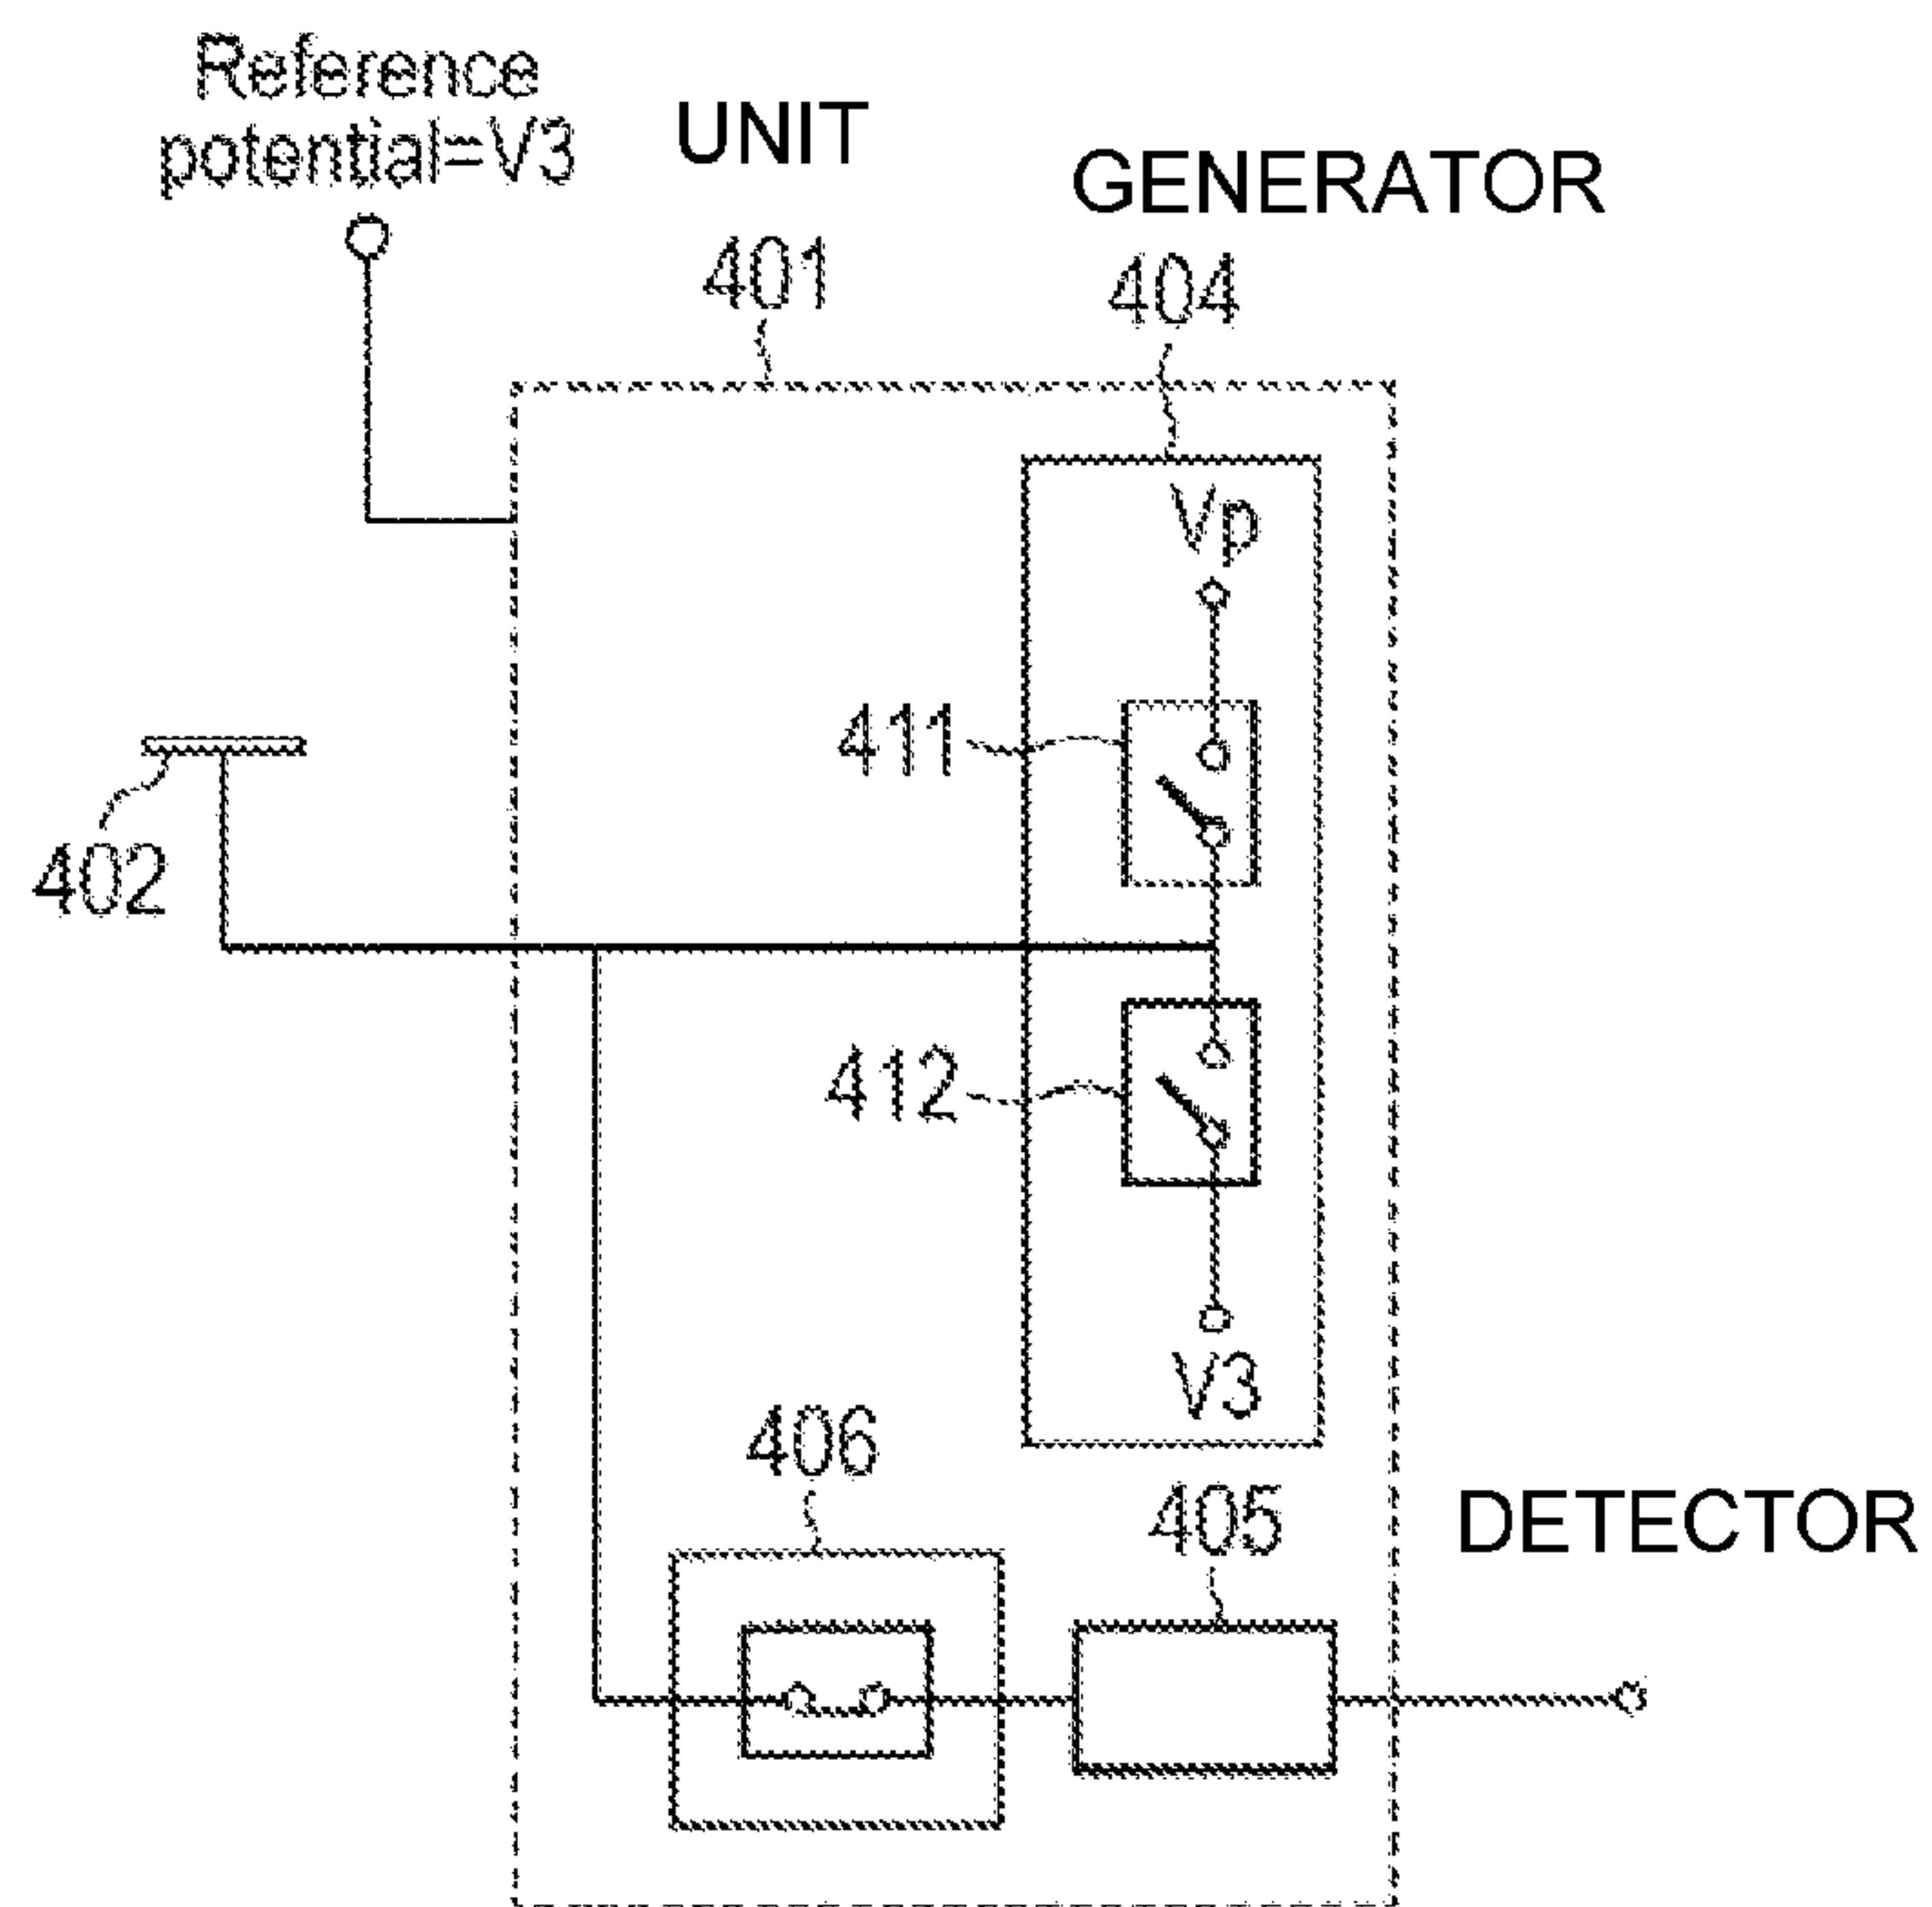 Reference
potential=V3
UNIT
GENERATOR
401
404
Vp
411
402
412
V3
406
405
DETECTOR